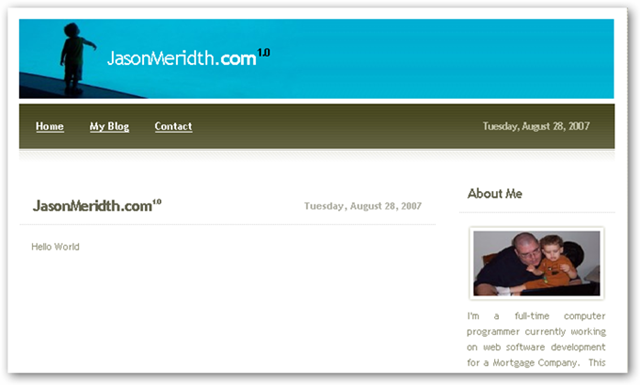 JasonMeridth.com 1.0
Home My Blog Contact Tuesday, August 28, 2007
JasonMeridth.com 1.0 Tuesday, August 28, 2007
Hello World
About Me
I'm a full-time computer
programmer currently working
on web software development
for a Mortgage Company. This